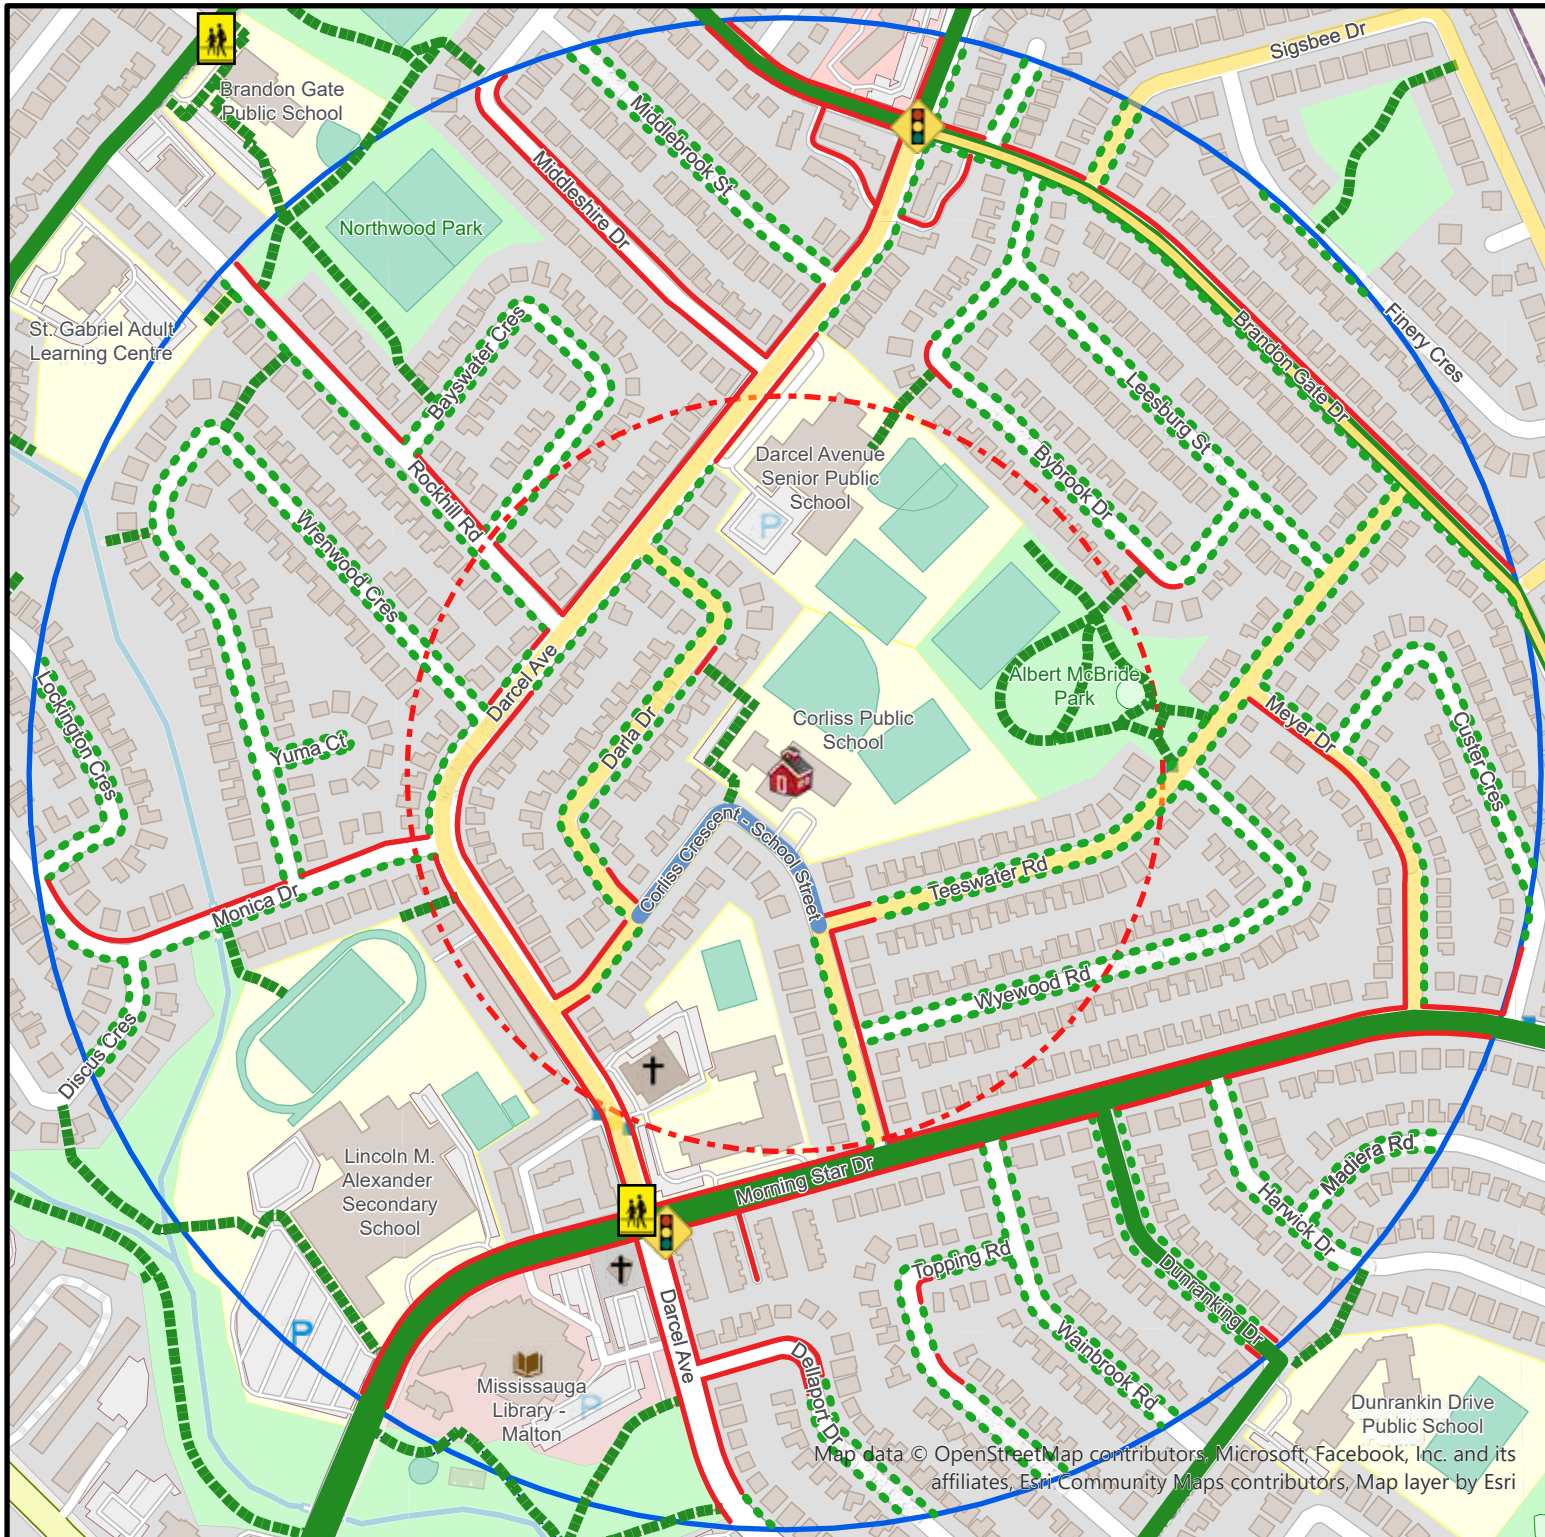 Sigsbee Dr
Brandon Gate
Public School
Middlebrook St
Middleshire Dr
Northwood Park
St. Gabriel Adult
Learning Centre
Bayswater Cres
Finery Cres
Brandon Gate Dr
Leesburg St
Darcel Avenue
Senior Public
School
Bybrook Dr
Rockhill Rd
P
Wrenwood Cres
Darcel Ave
Albert McBride
Park
Lockington Cres
Yuma Ct
Darla Dr
Corliss Public
School
Meyer Dr
Custer Cres
Corliss Crescent - School Street
Teeswater Rd
Monica Dr
Wyewood Rd
Discus Cres
Lincoln M.
Alexander
Secondary
School
Morning Star Dr
Madiera Rd
Harwick Dr
Topping Rd
Dunranking Dr
P
Darcel Ave
Wainbrook Rd
Dellaport Dr
Mississauga
Library -
Malton
P
Dunrankin Drive
Public School
Map data © OpenStreetMap contributors, Microsoft, Facebook, Inc. and its
affiliates, Esri Community Maps contributors, Map layer by Esri